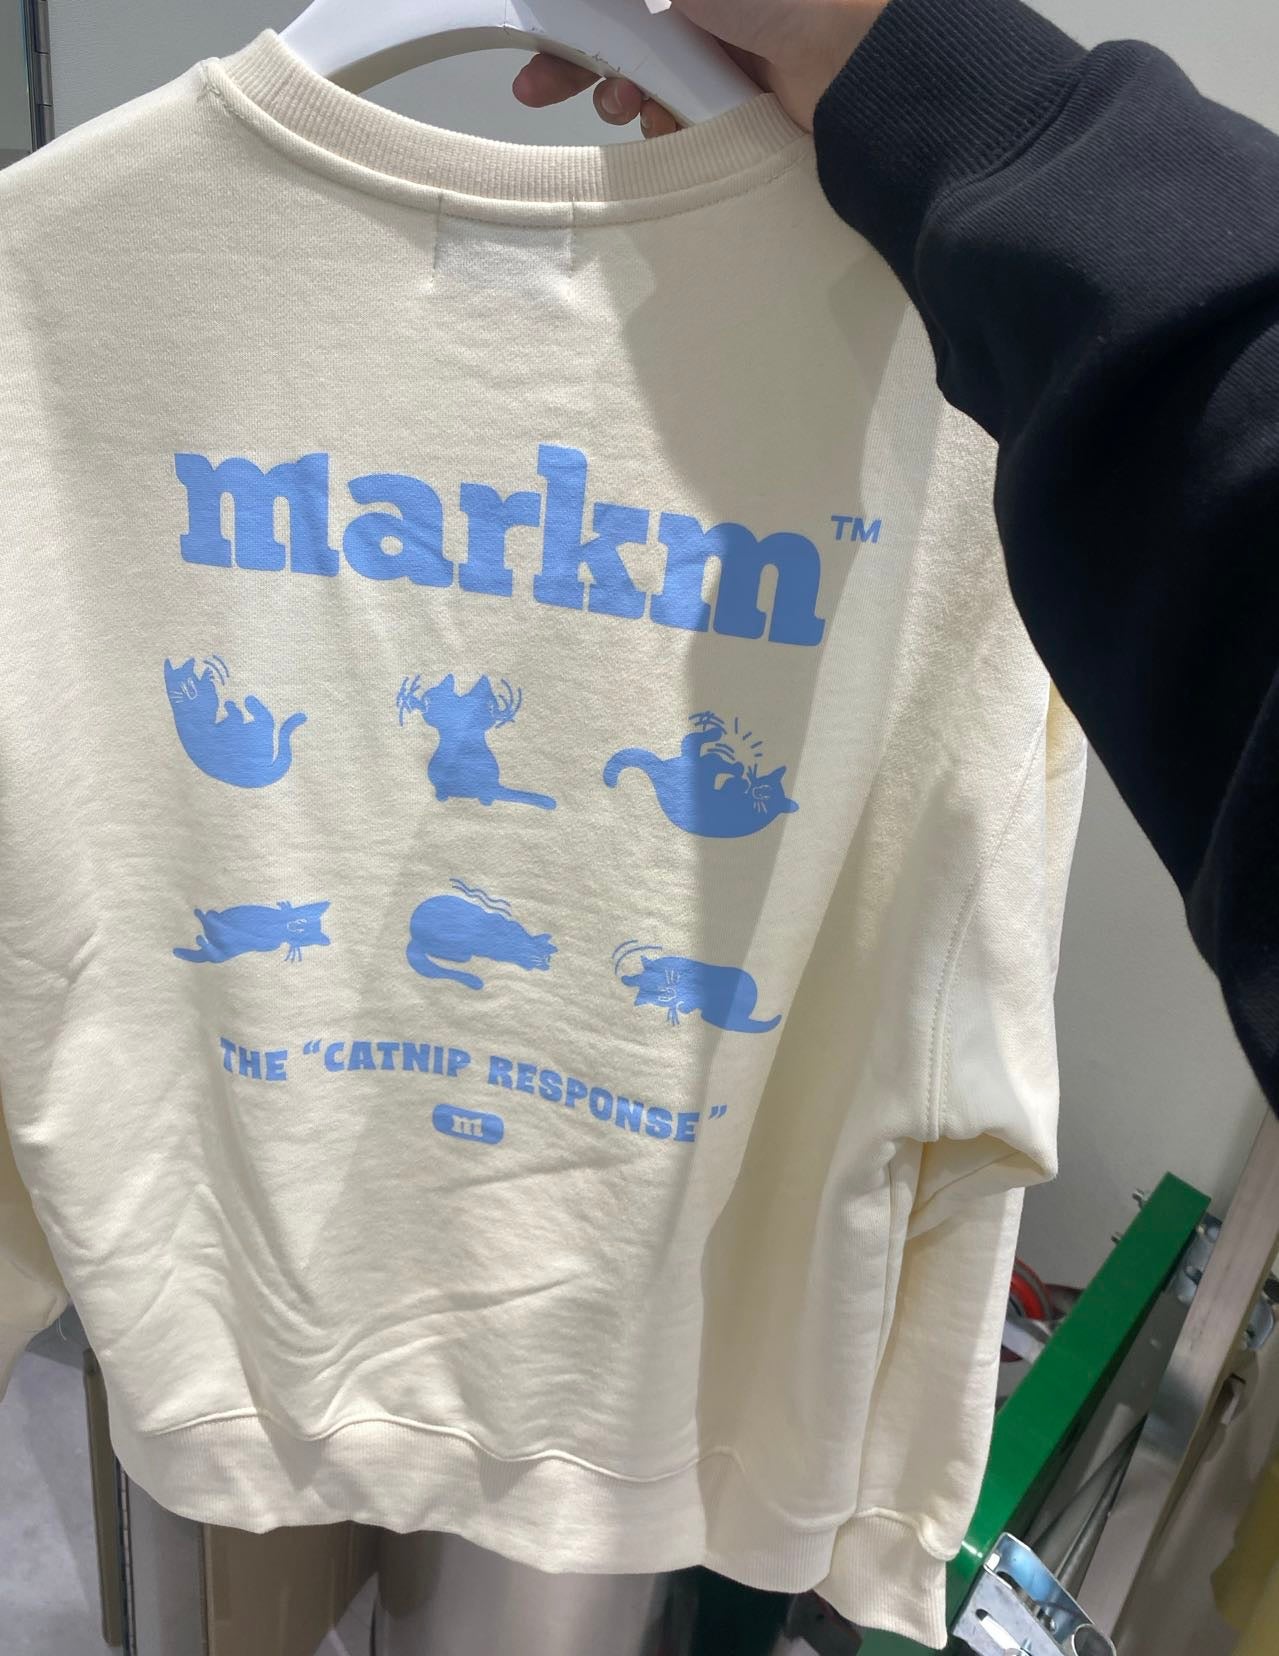 markm™
THE “CATNIP RESPONSE”
m